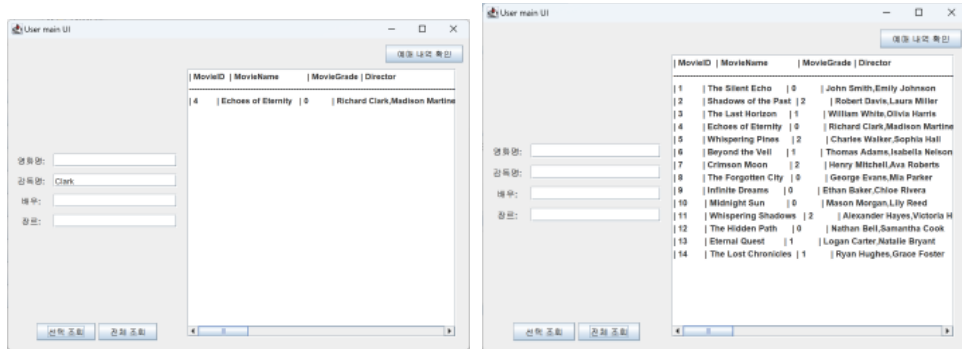 User main UI
예매 내역 확인
| MovieID | MovieName | MovieGrade | Director
| 4 | Echoes of Eternity | 0 | Richard Clark,Madison Martine
영화명:
감독명: Clark
배우:
장르:
선택 조회 전체 조회
User main UI
예매 내역 확인
| MovieID | MovieName | MovieGrade | Director
| 1 | The Silent Echo | 0 | John Smith,Emily Johnson
| 2 | Shadows of the Past | 2 | Robert Davis,Laura Miller
| 3 | The Last Horizon | 1 | William White,Olivia Harris
| 4 | Echoes of Eternity | 0 | Richard Clark,Madison Martine
| 5 | Whispering Pines | 2 | Charles Walker,Sophia Hall
| 6 | Beyond the Veil | 1 | Thomas Adams,Isabella Nelson
| 7 | Crimson Moon | 2 | Henry Mitchell,Ava Roberts
| 8 | The Forgotten City | 0 | George Evans,Mia Parker
| 9 | Infinite Dreams | 0 | Ethan Baker,Chloe Rivera
| 10 | Midnight Sun | 0 | Mason Morgan,Lily Reed
| 11 | Whispering Shadows | 2 | Alexander Hayes,Victoria H
| 12 | The Hidden Path | 0 | Nathan Bell,Samantha Cook
| 13 | Eternal Quest | 1 | Logan Carter,Natalie Bryant
| 14 | The Lost Chronicles | 1 | Ryan Hughes,Grace Foster
영화명:
감독명:
배우:
장르:
선택 조회 전체 조회